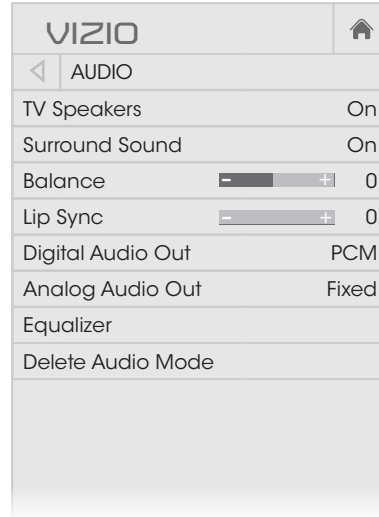 VIZIO
AUDIO
TV Speakers On
Surround Sound On
Balance - + 0
Lip Sync - + 0
Digital Audio Out PCM
Analog Audio Out Fixed
Equalizer
Delete Audio Mode